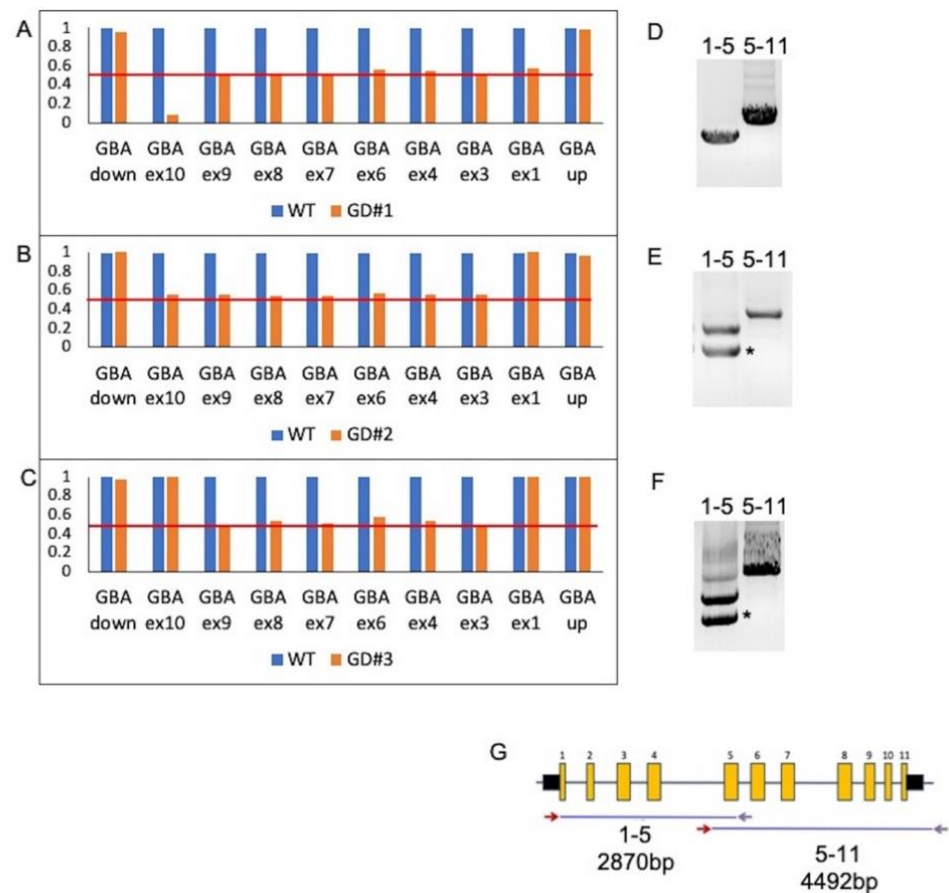 A
1
0.8
0.6
0.4
0.2
0
GBA GBA GBA GBA GBA GBA GBA GBA GBA GBA
down ex10 ex9 ex8 ex7 ex6 ex4 ex3 ex1 up
WT GD#1
B
1
0.8
0.6
0.4
0.2
0
GBA GBA GBA GBA GBA GBA GBA GBA GBA GBA
down ex10 ex9 ex8 ex7 ex6 ex4 ex3 ex1 up
WT GD#2
C
1
0.8
0.6
0.4
0.2
0
GBA GBA GBA GBA GBA GBA GBA GBA GBA GBA
down ex10 ex9 ex8 ex7 ex6 ex4 ex3 ex1 up
WT GD#3
D
1-5 5-11
E
1-5 5-11
*
F
1-5 5-11
*
G
1 2 3 4 5 6 7 8 9 10 11
1-5
2870bp
5-11
4492bp